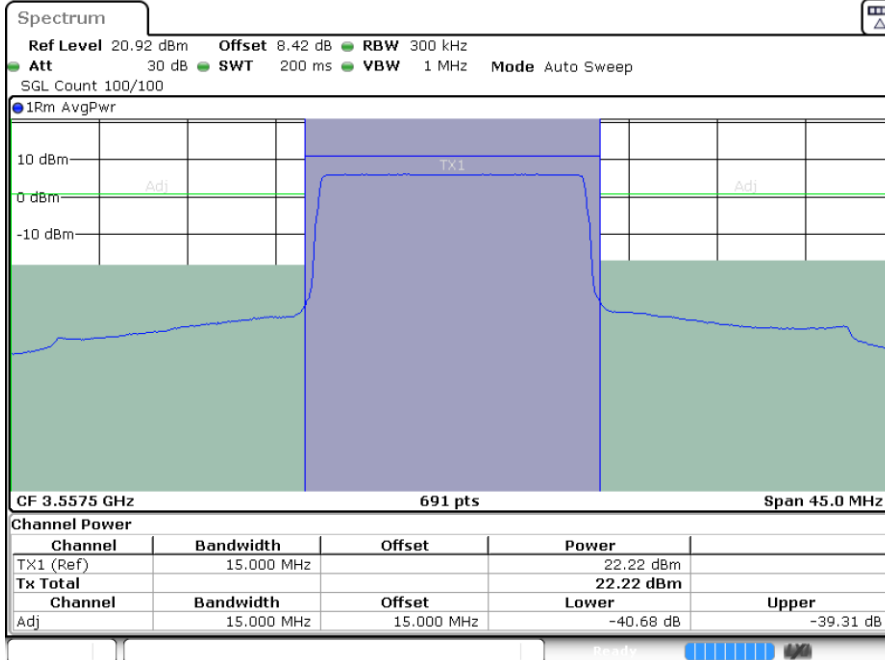 Spectrum
Ref Level 20.92 dBm Offset 8.42 dB RBW 300 kHz
Att 30 dB SWT 200 ms VBW 1 MHz Mode Auto Sweep
SGL Count 100/100
1Rm AvgPwr
10 dBm
TX1
Adj Adj
0 dBm
-10 dBm
CF 3.5575 GHz 691 pts Span 45.0 MHz
Channel Power
Channel Bandwidth Offset Power
TX1 (Ref) 15.000 MHz 22.22 dBm
Tx Total 22.22 dBm
Channel Bandwidth Offset Lower Upper
Adj 15.000 MHz 15.000 MHz -40.68 dB -39.31 dB
Ready